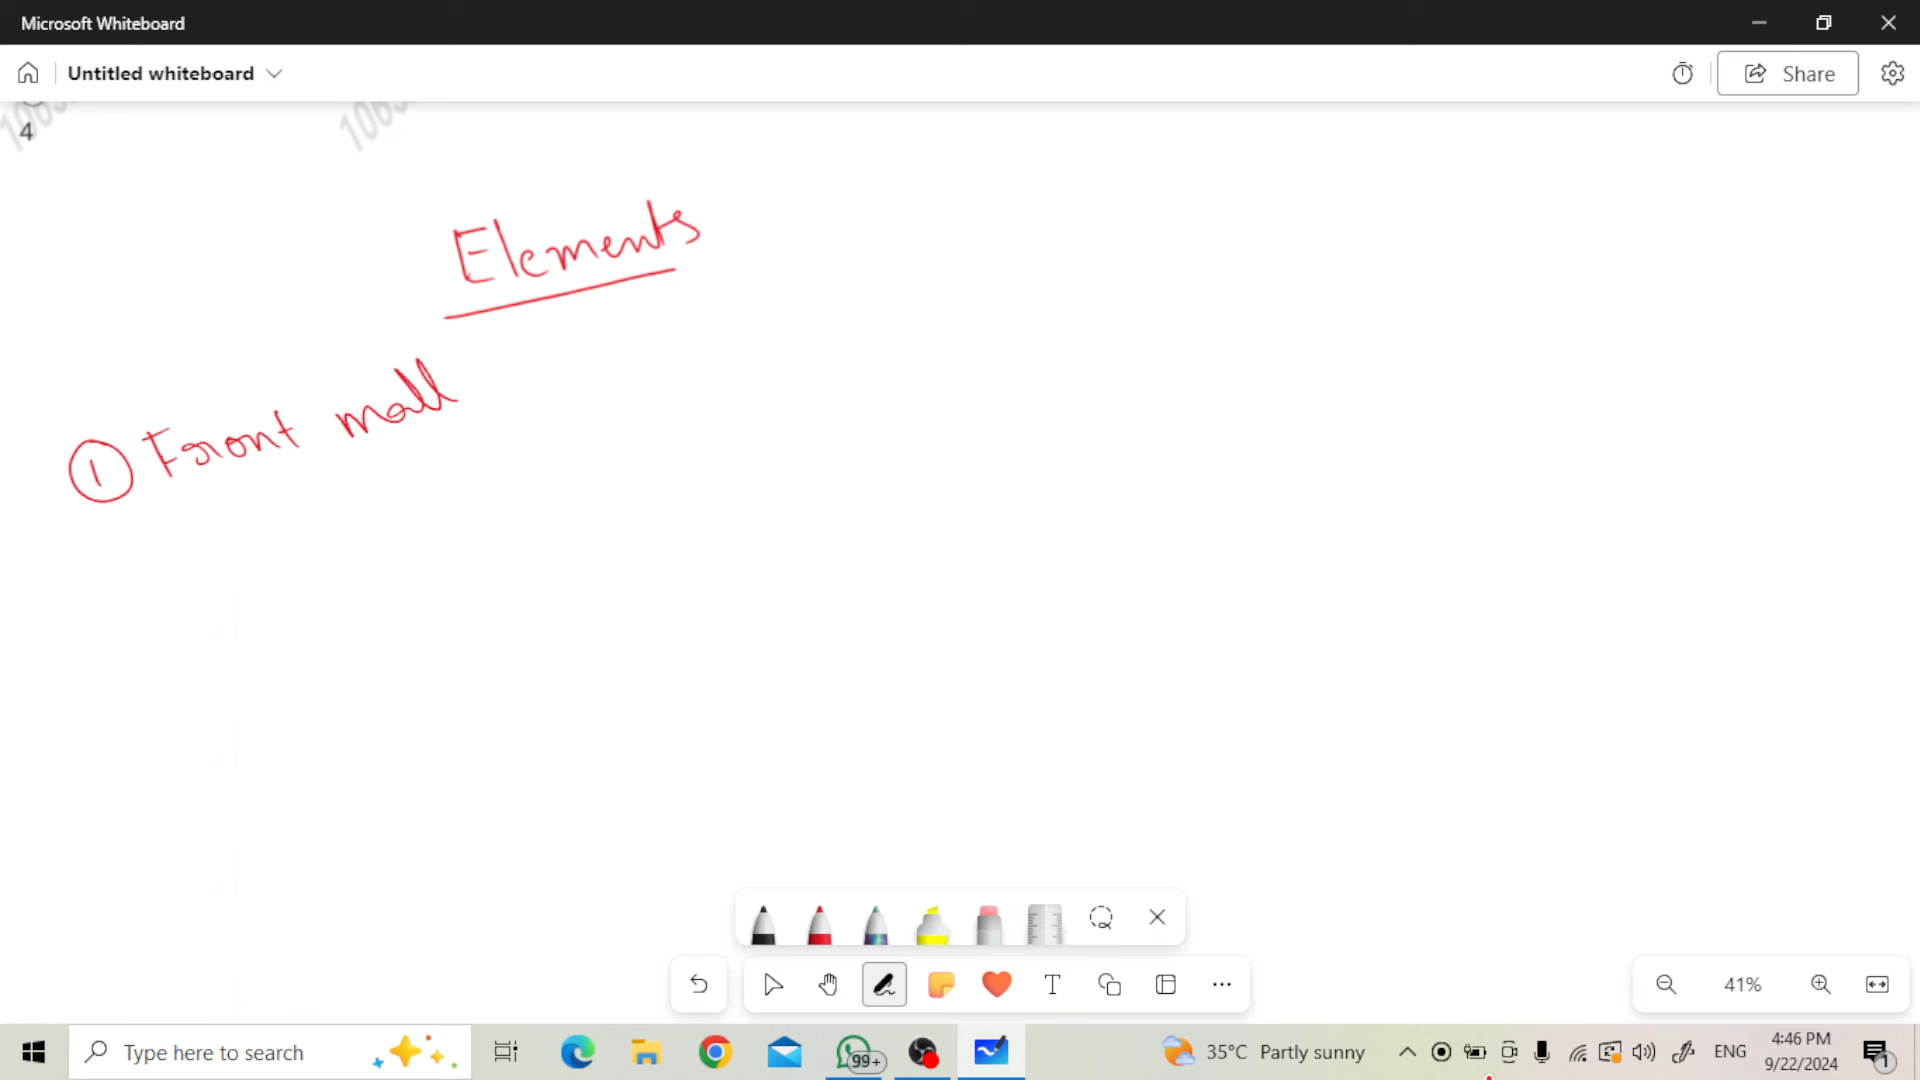 Microsoft Whiteboard
Untitled whiteboard
Share
4
Elements
① Front mall
41%
Type here to search
99+
35°C Partly sunny
ENG
4:46 PM
9/22/2024
1